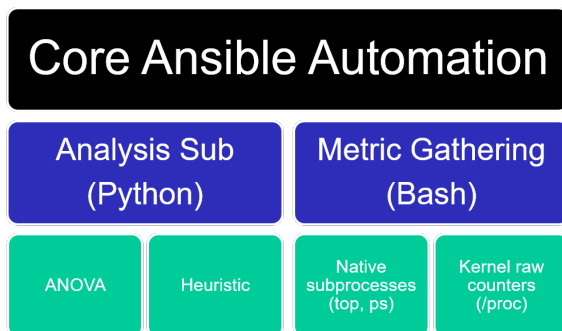 Core Ansible Automation
Analysis Sub
(Python)
Metric Gathering
(Bash)
ANOVA
Heuristic
Native
subprocesses
(top, ps)
Kernel raw
counters
(/proc)